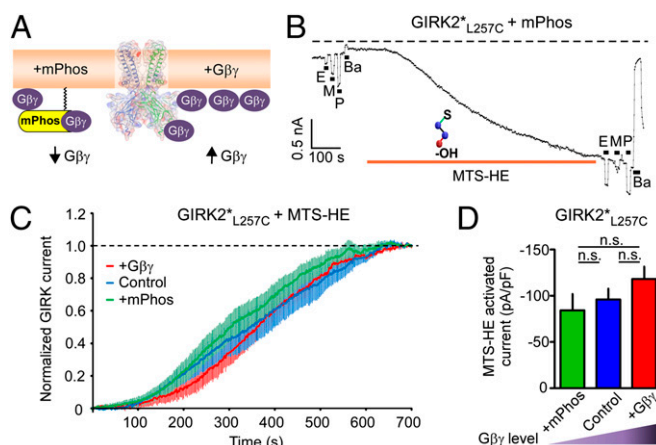 A
+mPhos
+Gβγ
Gβγ
Gβγ Gβγ Gβγ
mPhos Gβγ
Gβγ
↓ Gβγ
↑ Gβγ
B
GIRK2*L257C + mPhos
E
M
P
Ba
0.5 nA
100 s
S
-OH
MTS-HE
E M P
Ba
C
GIRK2*L257C + MTS-HE
Normalized GIRK current
1.0
0.8
0.6
0.4
0.2
0
+Gβγ
Control
+mPhos
0 100 200 300 400 500 600 700
Time (s)
D
GIRK2*L257C
MTS-HE activated
current (pA/pF)
-150
-100
-50
0
n.s.
n.s. n.s.
+mPhos
Control
+Gβγ
Gβγ level